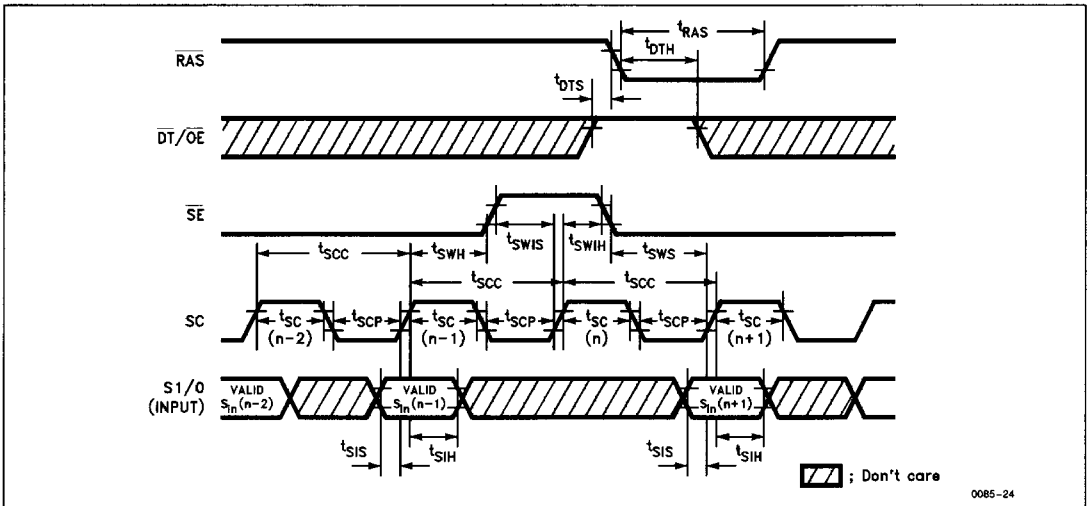 tRAS
RAS
tDTH
tDTS
DT/OE
SE
tSWIS tSWIH
tSCC tSWH tSWS
tSCC tSCC
SC tSC tSCP tSC tSCP tSC tSCP tSC
(n-2) (n-1) (n) (n+1)
S1/0 VALID VALID VALID
(INPUT) Sin(n-2) Sin(n-1) Sin(n+1)
tSIS tSIH tSIS tSIH
; Don't care
0085-24